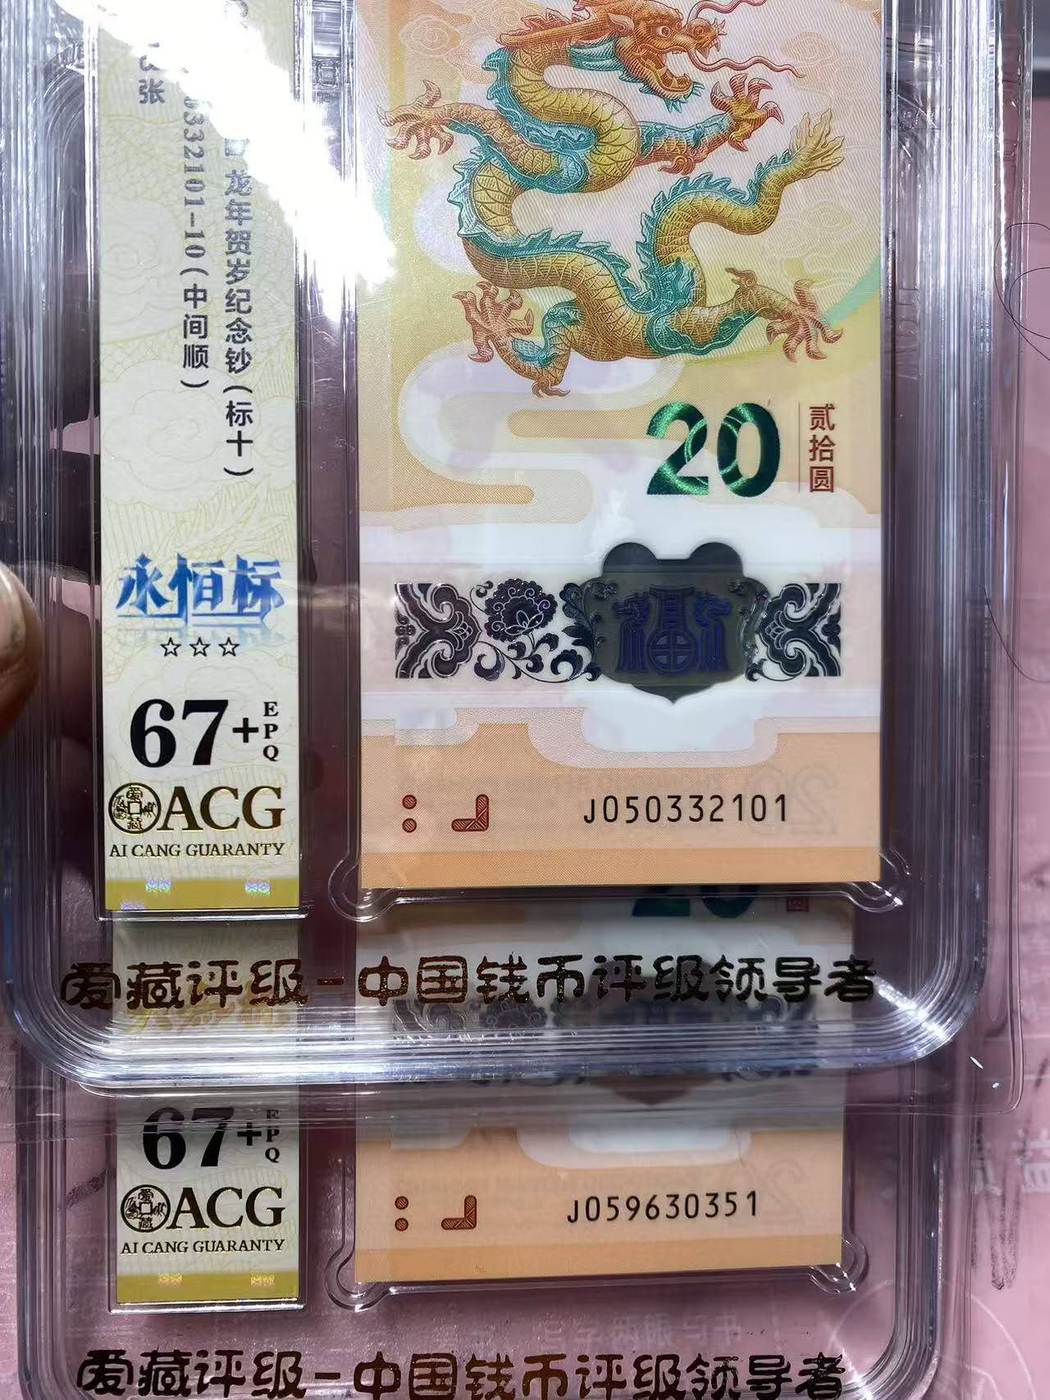 龙年贺岁纪念钞(标十)
0332101-10(中间顺)
张
永恒标
☆☆☆
67+EPQ
ACG
AI CANG GUARANTY
20
贰拾圆
J050332101
爱藏评级-中国钱币评级领导者
67+EPQ
ACG
AI CANG GUARANTY
J059630351
爱藏评级-中国钱币评级领导者